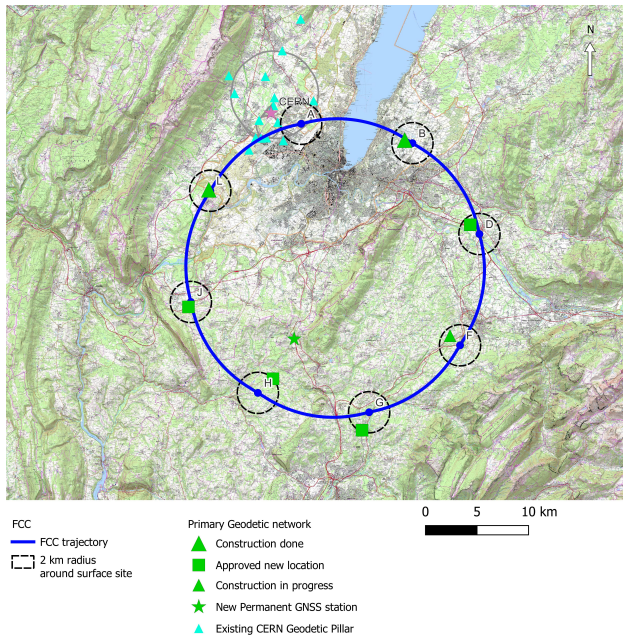 N
CERN
A
B
L
D
J
F
H
G
0 5 10 km
FCC
FCC trajectory
2 km radius
around surface site
Primary Geodetic network
Construction done
Approved new location
Construction in progress
New Permanent GNSS station
Existing CERN Geodetic Pillar